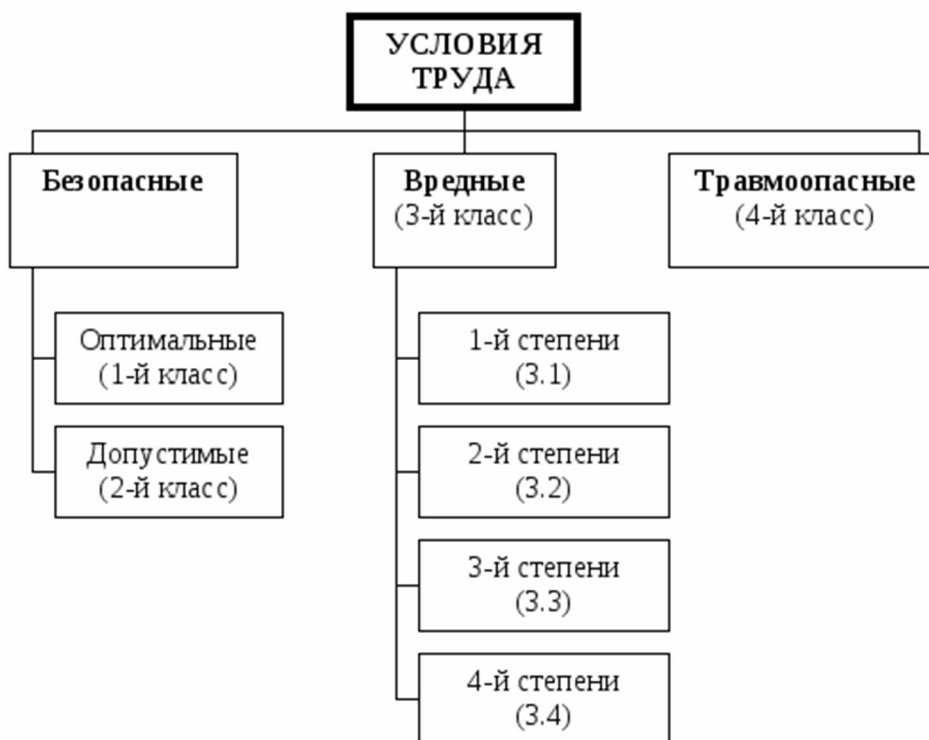 УСЛОВИЯ
ТРУДА
Безопасные
Вредные
(3-й класс)
Травмоопасные
(4-й класс)
Оптимальные
(1-й класс)
Допустимые
(2-й класс)
1-й степени
(3.1)
2-й степени
(3.2)
3-й степени
(3.3)
4-й степени
(3.4)